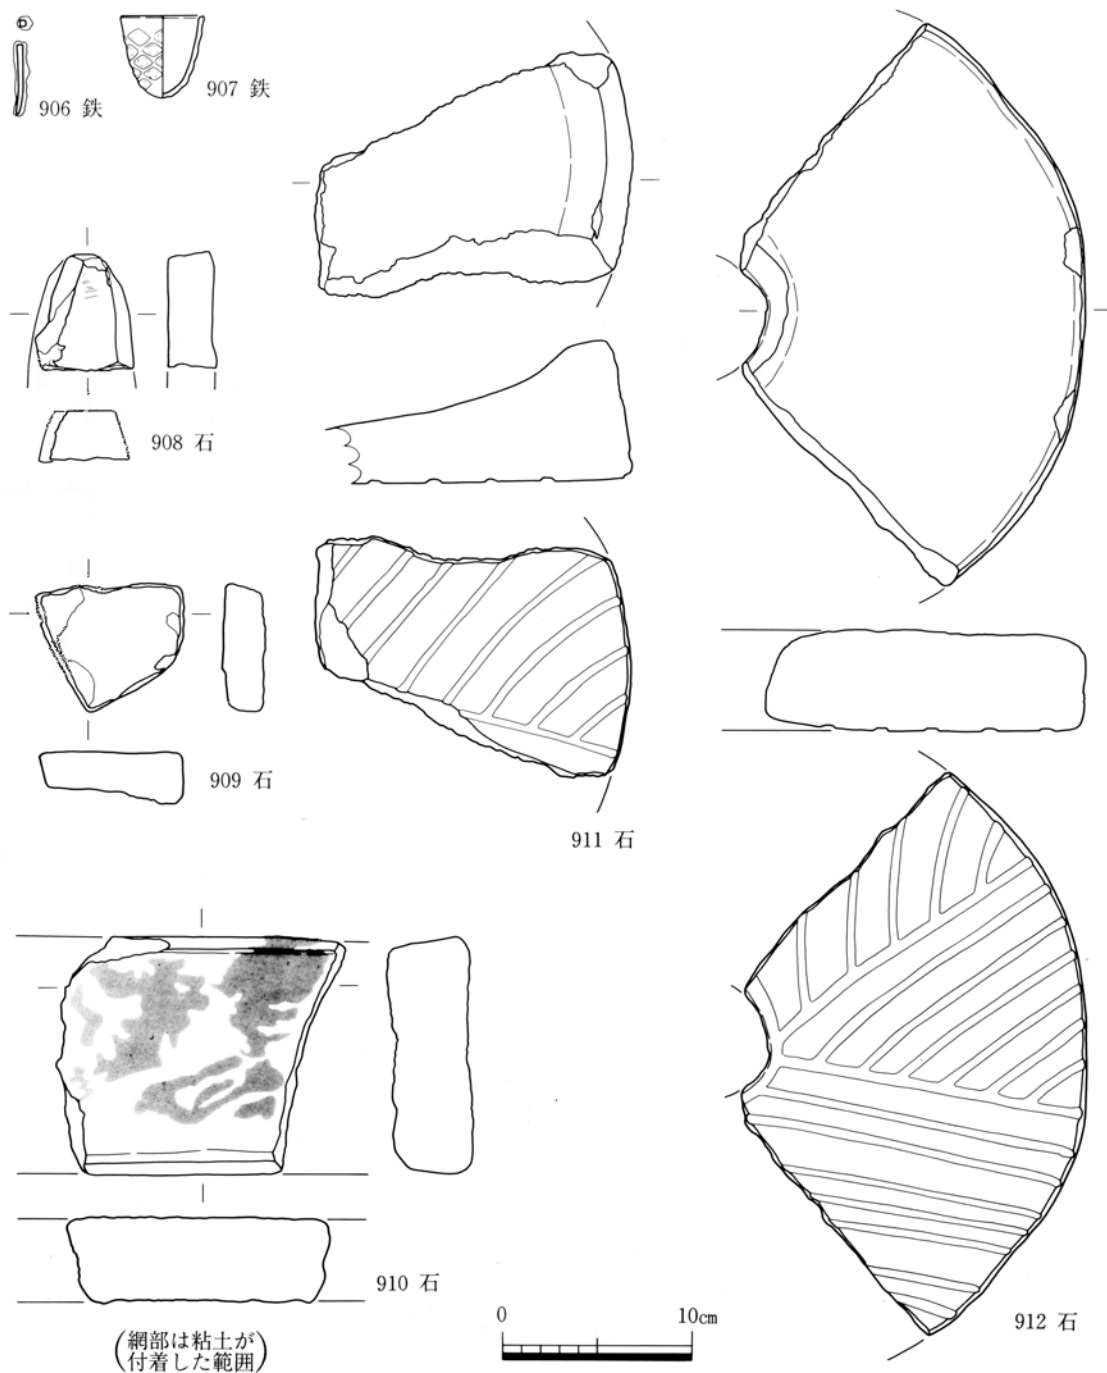 906 鉄
907 鉄
908 石
909 石
911 石
910 石
(網部は粘土が
付着した範囲)
0 10cm
912 石